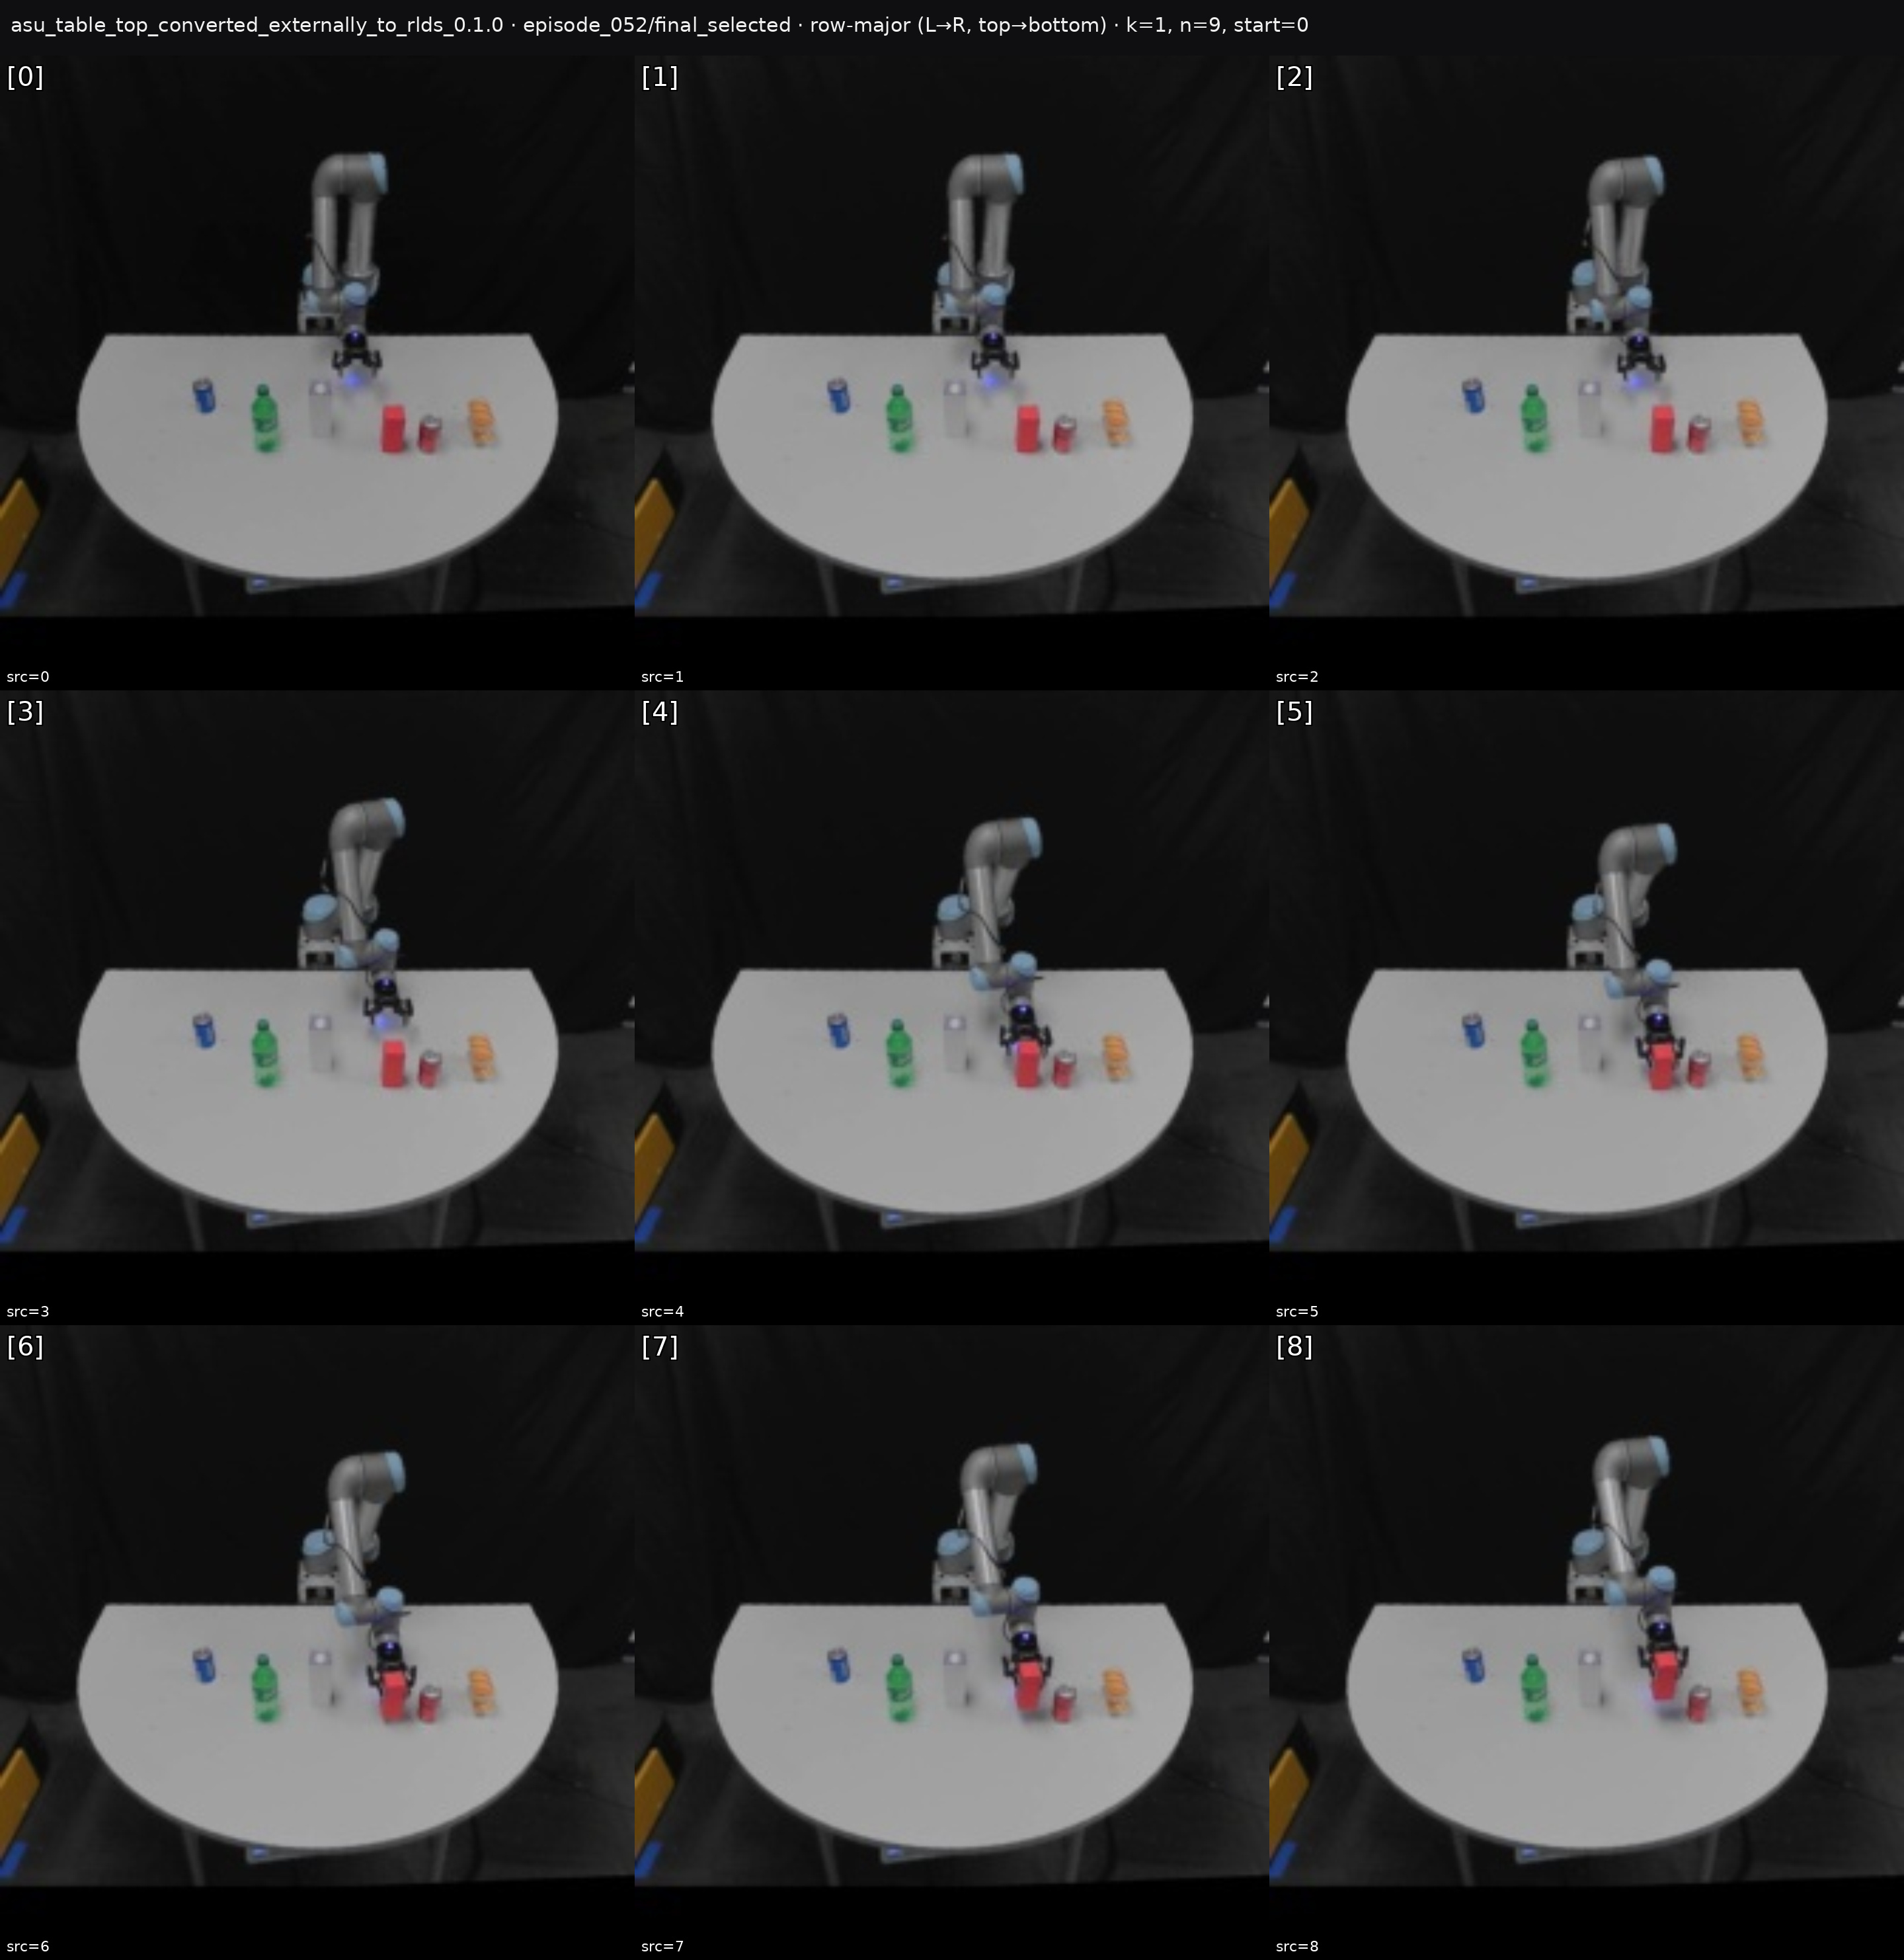 asu_table_top_converted_externally_to_rlds_0.1.0 · episode_052/final_selected · row-major (L→R, top→bottom) · k=1, n=9, start=0
[0]
[1]
[2]
src=0
src=1
src=2
[3]
[4]
[5]
src=3
src=4
src=5
[6]
[7]
[8]
src=6
src=7
src=8